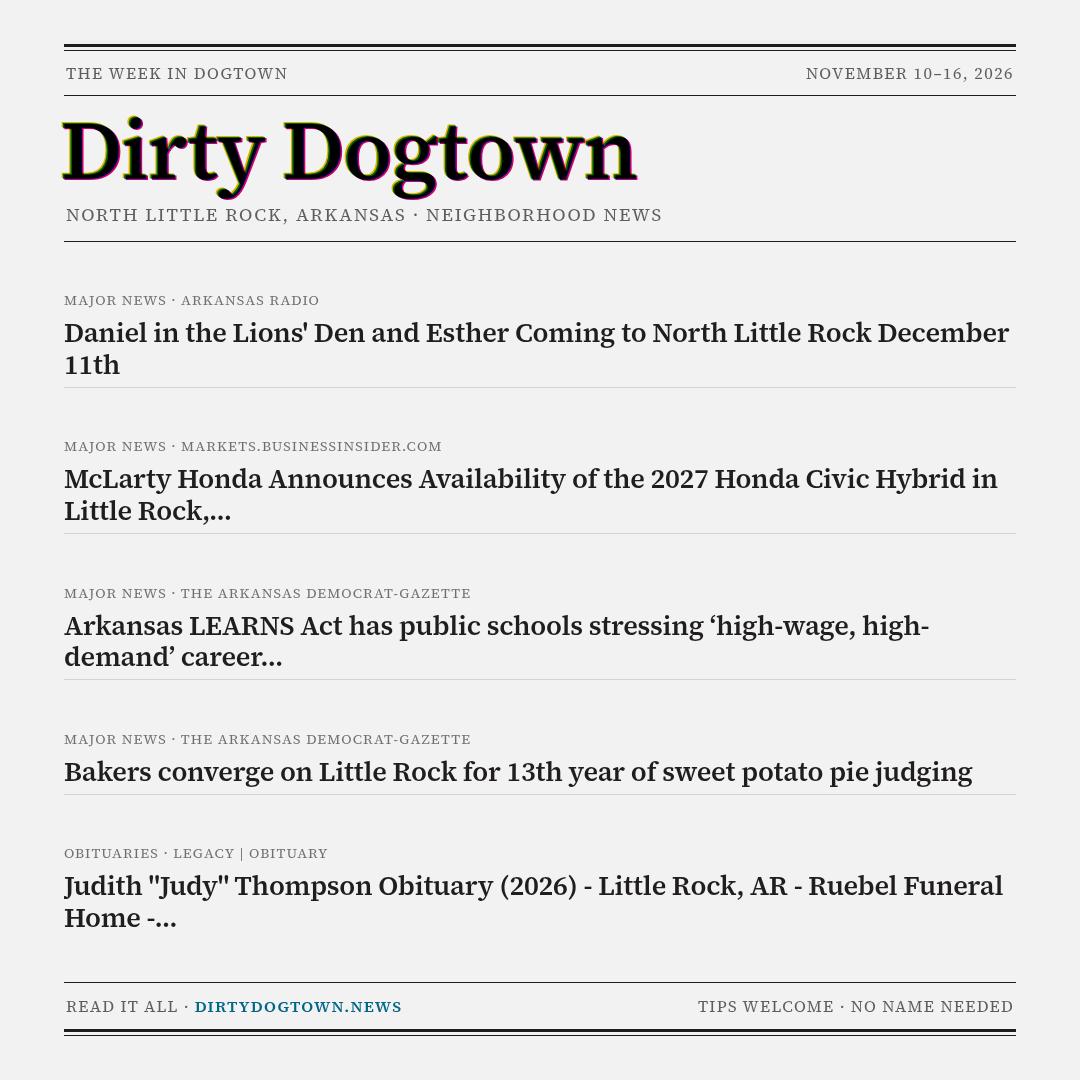 THE WEEK IN DOGTOWN
NOVEMBER 10–16, 2026
Dirty Dogtown
NORTH LITTLE ROCK, ARKANSAS · NEIGHBORHOOD NEWS
MAJOR NEWS · ARKANSAS RADIO
Daniel in the Lions' Den and Esther Coming to North Little Rock December
11th
MAJOR NEWS · MARKETS.BUSINESSINSIDER.COM
McLarty Honda Announces Availability of the 2027 Honda Civic Hybrid in
Little Rock,...
MAJOR NEWS · THE ARKANSAS DEMOCRAT-GAZETTE
Arkansas LEARNS Act has public schools stressing ‘high-wage, high-
demand’ career...
MAJOR NEWS · THE ARKANSAS DEMOCRAT-GAZETTE
Bakers converge on Little Rock for 13th year of sweet potato pie judging
OBITUARIES · LEGACY | OBITUARY
Judith "Judy" Thompson Obituary (2026) - Little Rock, AR - Ruebel Funeral
Home -...
READ IT ALL · DIRTYDOGTOWN.NEWS
TIPS WELCOME · NO NAME NEEDED